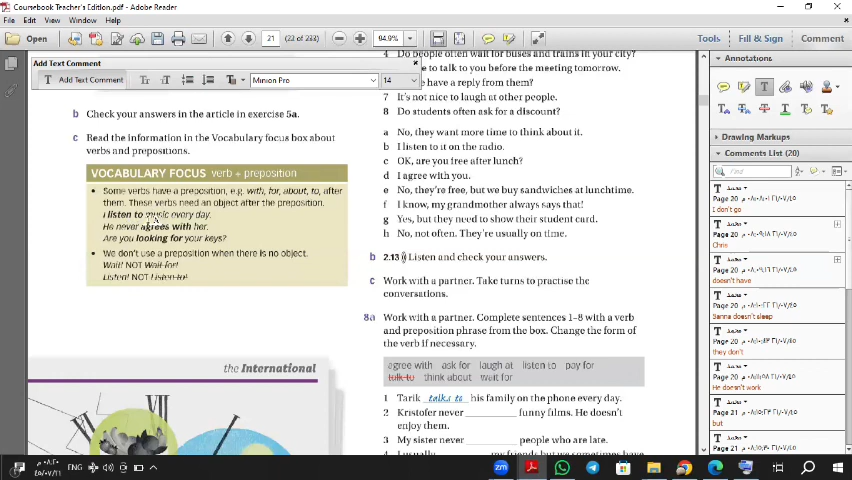 Coursebook Teacher's Edition.pdf - Adobe Reader
File Edit View Window Help
Open
21 (22 of 232)
94.9%
Tools Fill & Sign Comment
Add Text Comment
Add Text Comment
Minion Pro
14
b Check your answers in the article in exercise 5a.
c Read the information in the Vocabulary focus box about
verbs and prepositions.
VOCABULARY FOCUS verb + preposition
• Some verbs have a preposition, e.g. with, for, about, to, after
them. These verbs need an object after the preposition.
I listen to music every day.
He never agrees with her.
Are you looking for your keys?
• We don't use a preposition when there is no object.
Wait! NOT Wait for!
Listen! NOT Listen to!
the International
VII
4 Do people often wait for buses and trains in your city?
e to talk to you before the meeting tomorrow.
e have a reply from them?
7 It's not nice to laugh at other people.
8 Do students often ask for a discount?
a No, they want more time to think about it.
b I listen to it on the radio.
c OK, are you free after lunch?
d I agree with you.
e No, they're free, but we buy sandwiches at lunchtime.
f I know, my grandmother always says that!
g Yes, but they need to show their student card.
h No, not often. They're usually on time.
b 2.13 Listen and check your answers.
c Work with a partner. Take turns to practise the
conversations.
8a Work with a partner. Complete sentences 1–8 with a verb
and preposition phrase from the box. Change the form of
the verb if necessary.
agree with ask for laugh at listen to pay for
talk to think about wait for
1 Tarik talks to his family on the phone every day.
2 Kristofer never funny films. He doesn't
enjoy them.
3 My sister never people who are late.
Annotations
Drawing Markups
Comments List (20)
Find
Page 20
I don't go
Page 20
Chris
Page 20
doesn't have
Page 20
Sanna doesn't sleep
Page 20
they don't
Page 20
He doesn't work
Page 21
but
Page 21
ENG